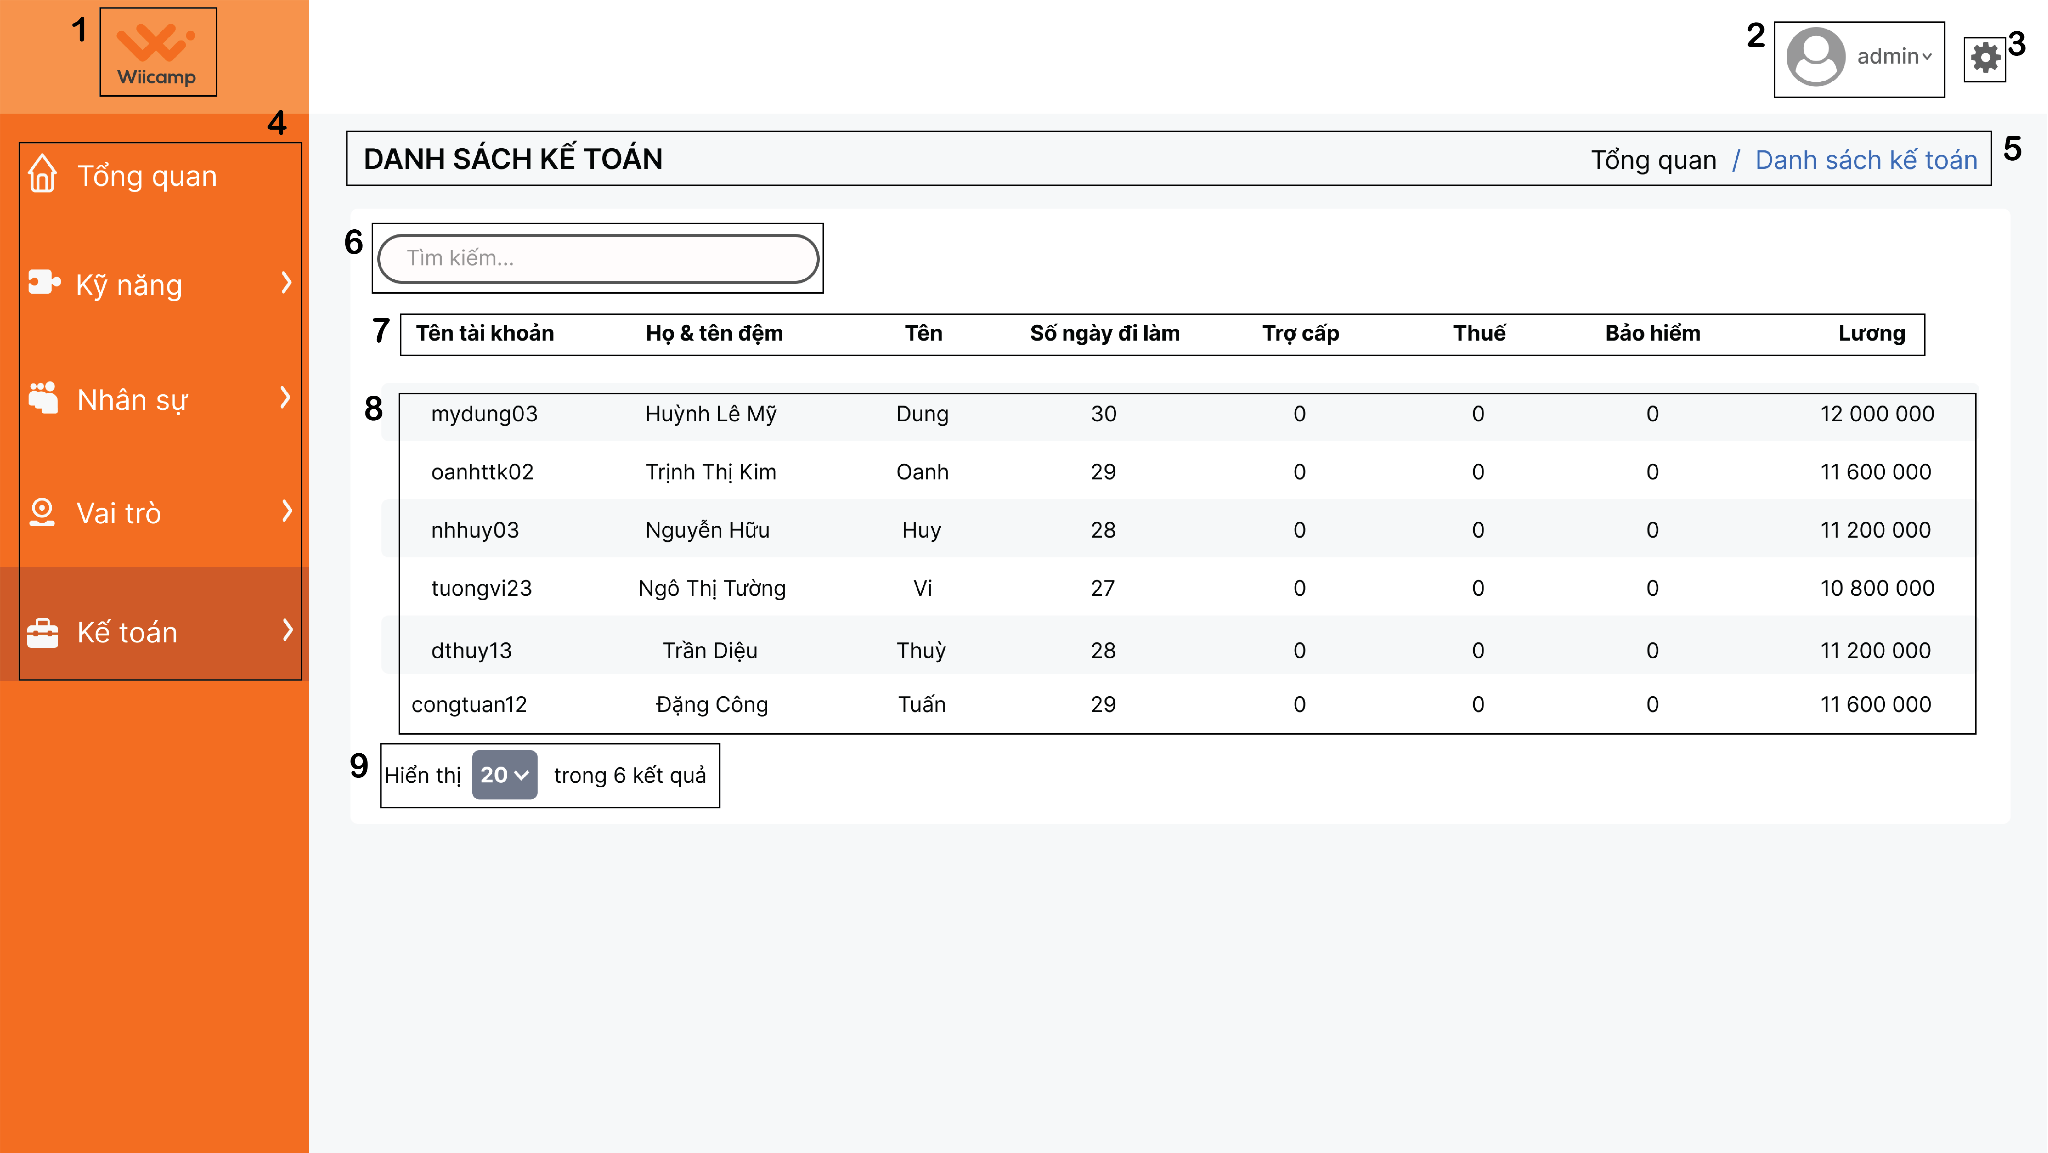 1
Wiicamp
2
admin
3
4
Tổng quan
Kỹ năng
Nhân sự
Vai trò
Kế toán
DANH SÁCH KẾ TOÁN
Tổng quan / Danh sách kế toán
5
6
Tìm kiếm...
7
Tên tài khoản Họ & tên đệm Tên Số ngày đi làm Trợ cấp Thuế Bảo hiểm Lương
8
mydung03 Huỳnh Lê Mỹ Dung 30 0 0 0 12 000 000
oanhttk02 Trịnh Thị Kim Oanh 29 0 0 0 11 600 000
nhhuy03 Nguyễn Hữu Huy 28 0 0 0 11 200 000
tuongvi23 Ngô Thị Tường Vi 27 0 0 0 10 800 000
dthuy13 Trần Diệu Thuỳ 28 0 0 0 11 200 000
congtuan12 Đặng Công Tuấn 29 0 0 0 11 600 000
9
Hiển thị 20 trong 6 kết quả